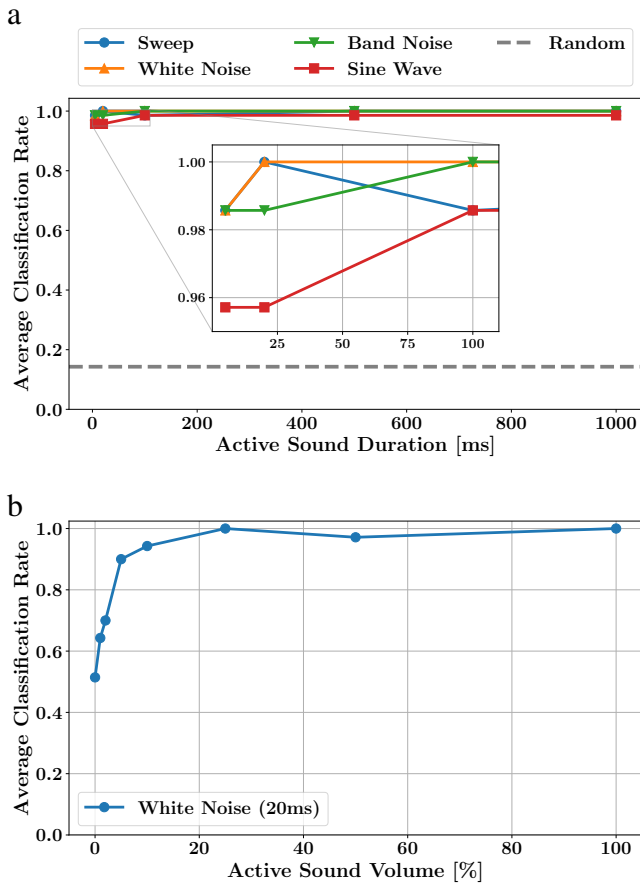 a
Sweep Band Noise Random
White Noise Sine Wave
1.0
0.8
0.6
0.4
0.2
0.0
Average Classification Rate
1.00
0.98
0.96
25 50 75 100
0 200 400 600 800 1000
Active Sound Duration [ms]
b
1.0
0.8
0.6
0.4
0.2
0.0
Average Classification Rate
White Noise (20ms)
0 20 40 60 80 100
Active Sound Volume [%]